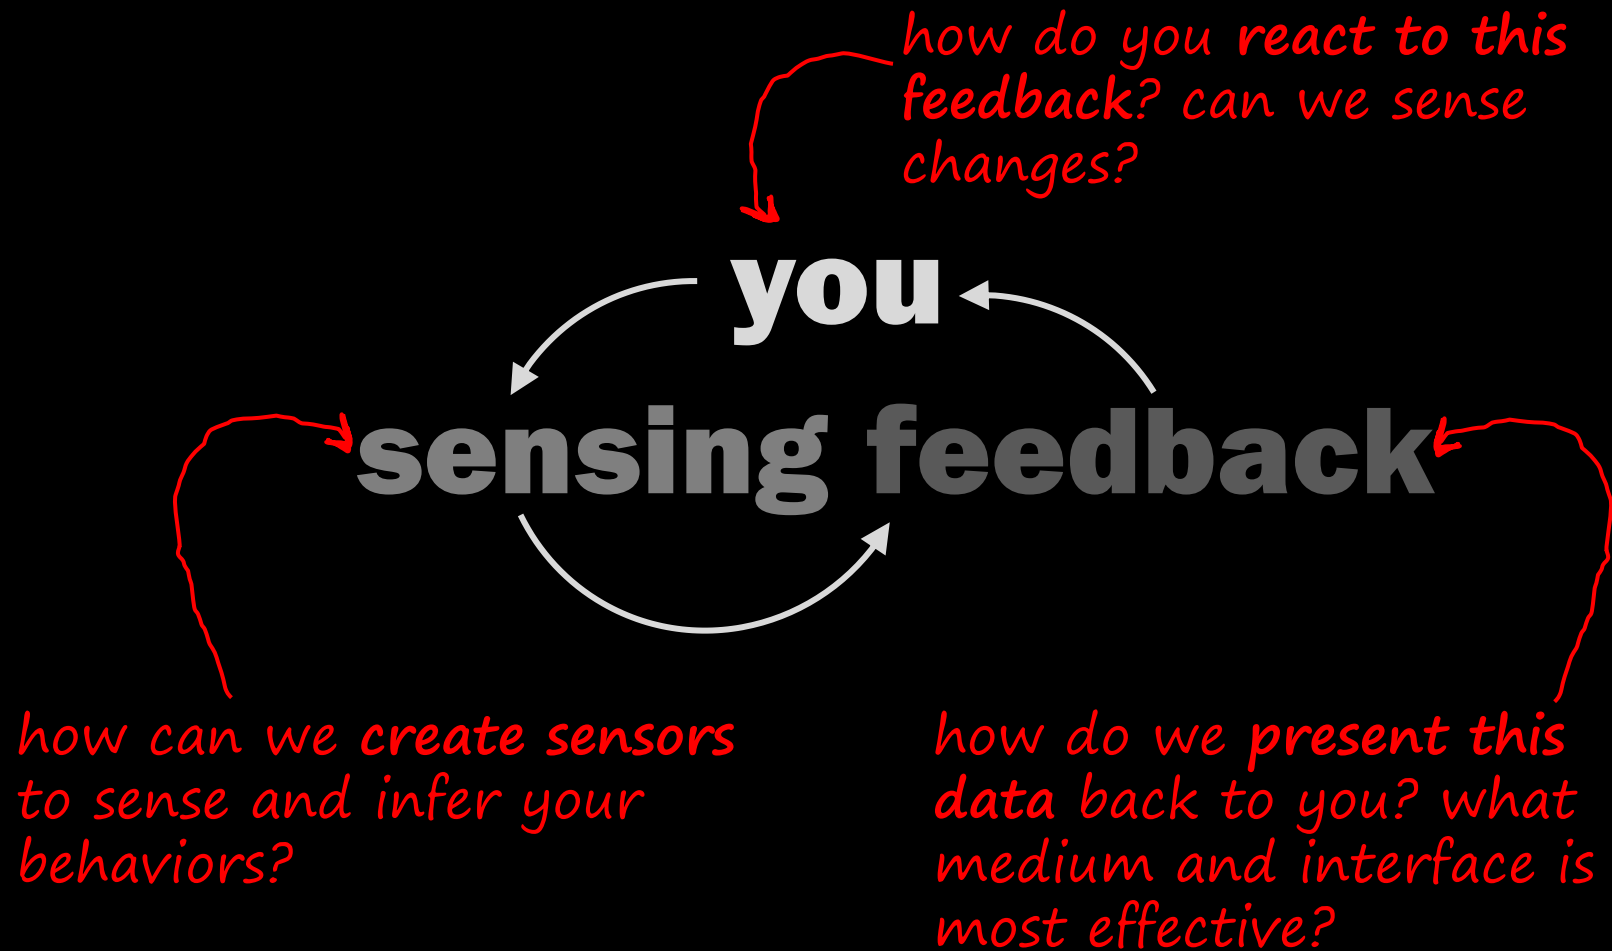 how do you react to this
feedback? can we sense
changes?
you
sensing feedback
how can we create sensors
to sense and infer your
behaviors?
how do we present this
data back to you? what
medium and interface is
most effective?